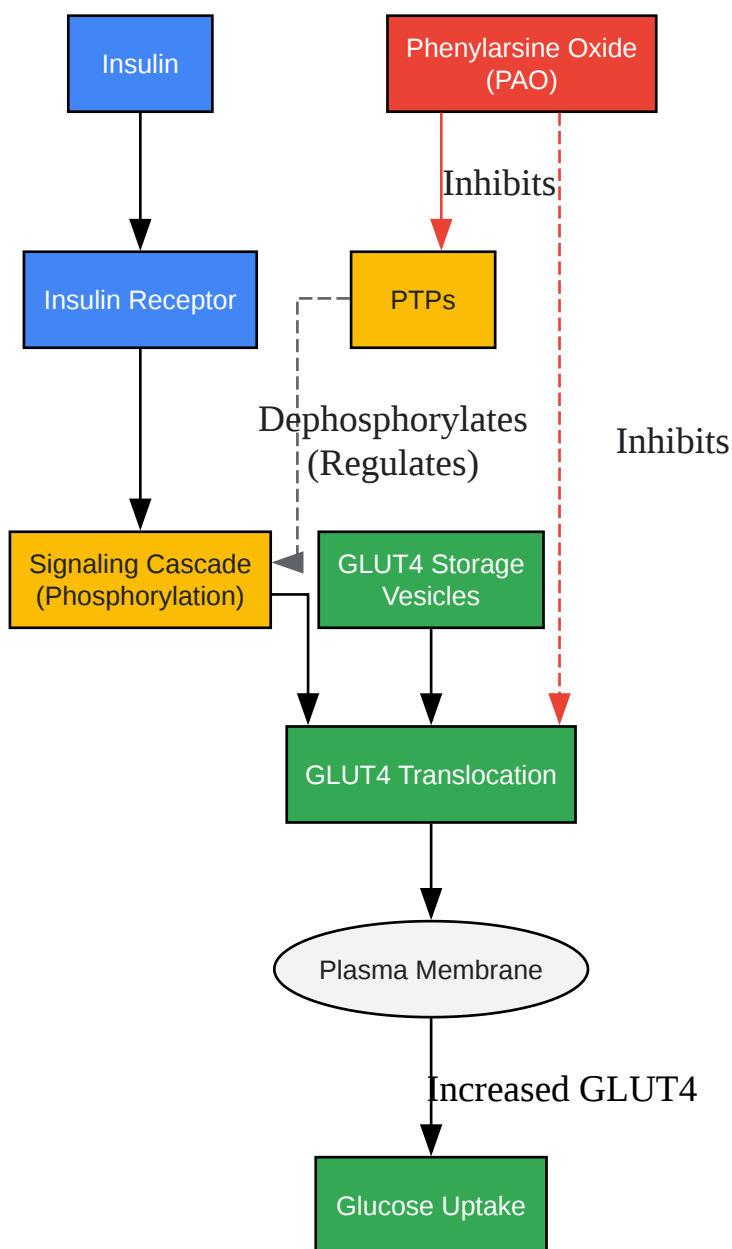 Insulin
Phenylarsine Oxide
(PAO)
Inhibits
Insulin Receptor
PTPs
Dephosphorylates
(Regulates)
Inhibits
Signaling Cascade
(Phosphorylation)
GLUT4 Storage
Vesicles
GLUT4 Translocation
Plasma Membrane
Increased GLUT4
Glucose Uptake